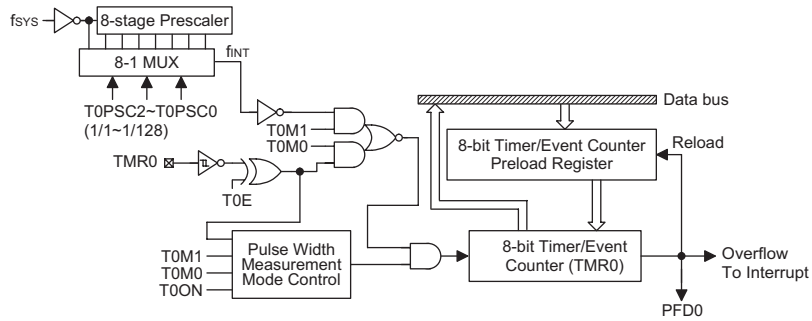 fSYS
8-stage Prescaler
8-1 MUX
fINT
T0PSC2~T0PSC0
(1/1~1/128)
T0M1
T0M0
TMR0
T0E
Data bus
8-bit Timer/Event Counter
Preload Register
Reload
T0M1
T0M0
T0ON
Pulse Width
Measurement
Mode Control
8-bit Timer/Event
Counter (TMR0)
Overflow
To Interrupt
PFD0